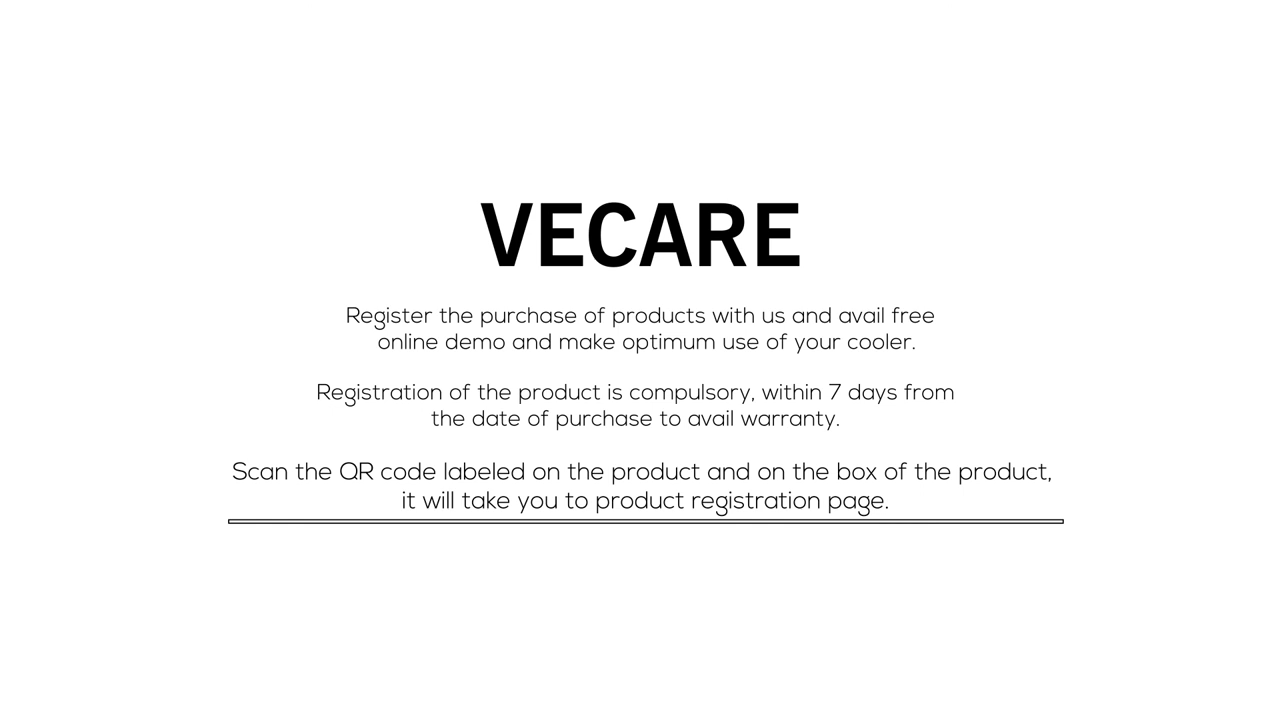 VECARE
Register the purchase of products with us and avail free
online demo and make optimum use of your cooler.
Registration of the product is compulsory, within 7 days from
the date of purchase to avail warranty.
Scan the QR code labeled on the product and on the box of the product,
it will take you to product registration page.